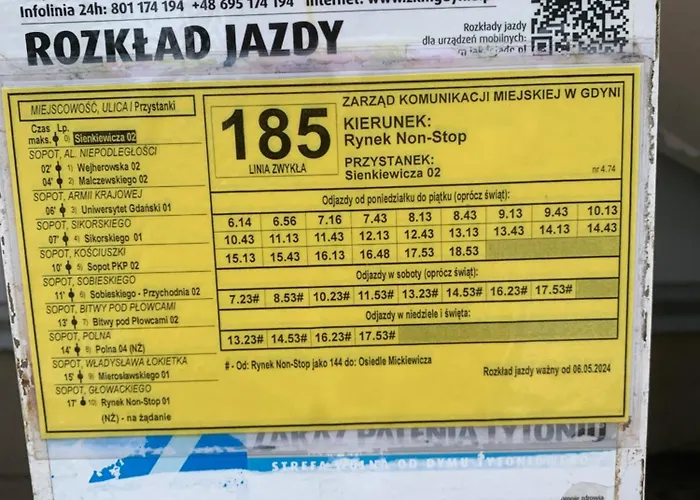 Infolinia 24h: 801 174 194 +48 695 174 194 Internet:
ROZKŁAD JAZDY
Rozkłady jazdy
dla urządzeń mobilnych:
MIEJSCOWOŚĆ, ULICA / Przystanki
Czas Lp.
maks. 0) Sienkiewicza 02
SOPOT, AL. NIEPODLEGŁOŚCI
02' 1) Wejherowska 02
04' 2) Malczewskiego 02
SOPOT, ARMII KRAJOWEJ
06' 3) Uniwersytet Gdański 01
SOPOT, SIKORSKIEGO
07' 4) Sikorskiego 01
SOPOT, KOŚCIUSZKI
10' 5) Sopot PKP 02
SOPOT, SOBIESKIEGO
11' 6) Sobieskiego - Przychodnia 02
SOPOT, BITWY POD PŁOWCAMI
13' 7) Bitwy pod Płowcami 02
SOPOT, POLNA
14' 8) Polna 04 (NŻ)
SOPOT, WŁADYSŁAWA ŁOKIETKA
15' 9) Mierosławskiego 01
SOPOT, GŁOWACKIEGO
17' 10) Rynek Non-Stop 01
(NŻ) - na żądanie
185
LINIA ZWYKŁA
ZARZĄD KOMUNIKACJI MIEJSKIEJ W GDYNI
KIERUNEK:
Rynek Non-Stop
PRZYSTANEK:
Sienkiewicza 02
nr 4.74
Odjazdy od poniedziałku do piątku (oprócz świąt):
6.14 6.56 7.16 7.43 8.13 8.43 9.13 9.43 10.13
10.43 11.13 11.43 12.13 12.43 13.13 13.43 14.13 14.43
15.13 15.43 16.13 16.48 17.53 18.53
Odjazdy w soboty (oprócz świąt):
7.23# 8.53# 10.23# 11.53# 13.23# 14.53# 16.23# 17.53#
Odjazdy w niedziele i święta:
13.23# 14.53# 16.23# 17.53#
# - Od: Rynek Non-Stop jako 144 do: Osiedle Mickiewicza
Rozkład jazdy ważny od 06.05.2024
ZAKAZ PALENIA TYTONIU
STREFA WOLNA OD DYMU TYTONIOWEGO